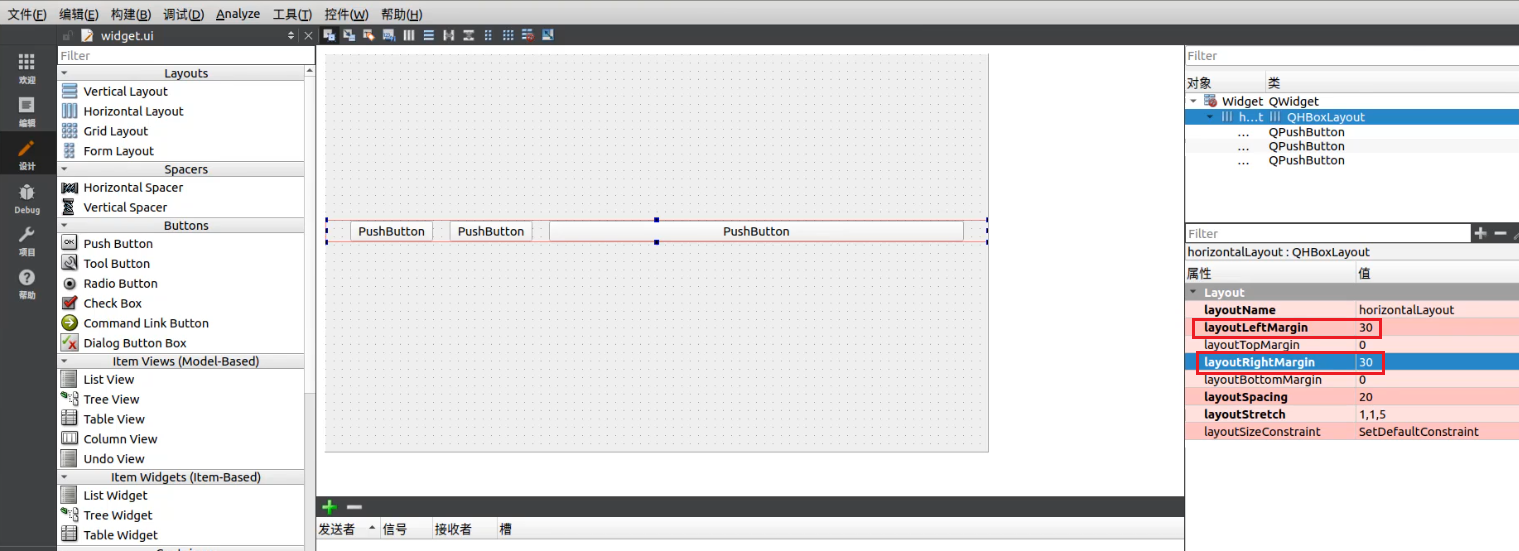 文件(F) 编辑(E) 构建(B) 调试(D) Analyze 工具(T) 控件(W) 帮助(H)
widget.ui
欢迎
编辑
设计
Debug
项目
帮助
Filter
Layouts
Vertical Layout
Horizontal Layout
Grid Layout
Form Layout
Spacers
Horizontal Spacer
Vertical Spacer
Buttons
OK Push Button
Tool Button
Radio Button
Check Box
Command Link Button
Dialog Button Box
Item Views (Model-Based)
List View
Tree View
Table View
Column View
Undo View
Item Widgets (Item-Based)
List Widget
Tree Widget
Table Widget
PushButton PushButton PushButton
发送者 信号 接收者 槽
Filter
对象 类
Widget QWidget
h...t QHBoxLayout
... QPushButton
... QPushButton
... QPushButton
Filter
horizontalLayout : QHBoxLayout
属性 值
Layout
layoutName horizontalLayout
layoutLeftMargin 30
layoutTopMargin 0
layoutRightMargin 30
layoutBottomMargin 0
layoutSpacing 20
layoutStretch 1,1,5
layoutSizeConstraint SetDefaultConstraint